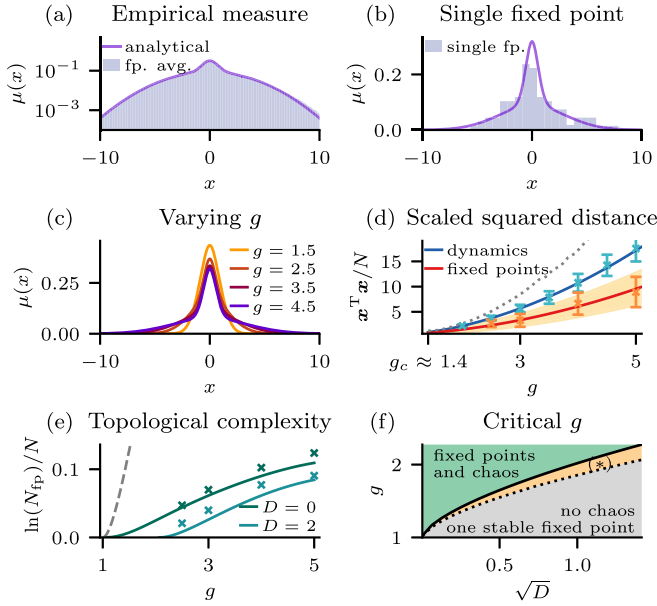 (a) Empirical measure
analytical
fp. avg.
10⁻¹
10⁻³
μ(x)
−10 0 10
x
(b) Single fixed point
single fp.
0.2
0.0
μ(x)
−10 0 10
x
(c) Varying g
g = 1.5
g = 2.5
g = 3.5
g = 4.5
0.25
0.00
μ(x)
−10 0 10
x
(d) Scaled squared distance
dynamics
fixed points
15
10
5
xᵀx/N
g_c ≈ 1.4 3 5
g
(e) Topological complexity
D = 0
D = 2
0.1
0.0
ln(N_fp)/N
1 3 5
g
(f) Critical g
fixed points
and chaos
(*)
no chaos
one stable fixed point
2
1
g
0.5 1.0
√D